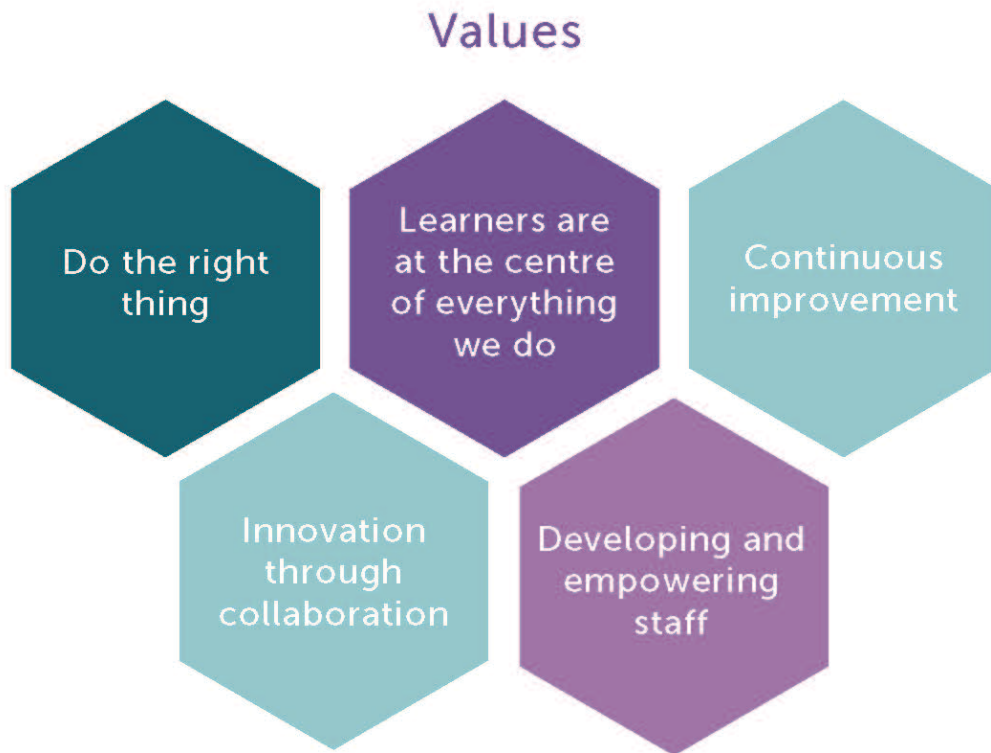 Values
Do the right
thing
Learners are
at the centre
of everything
we do
Continuous
improvement
Innovation
through
collaboration
Developing and
empowering
staff